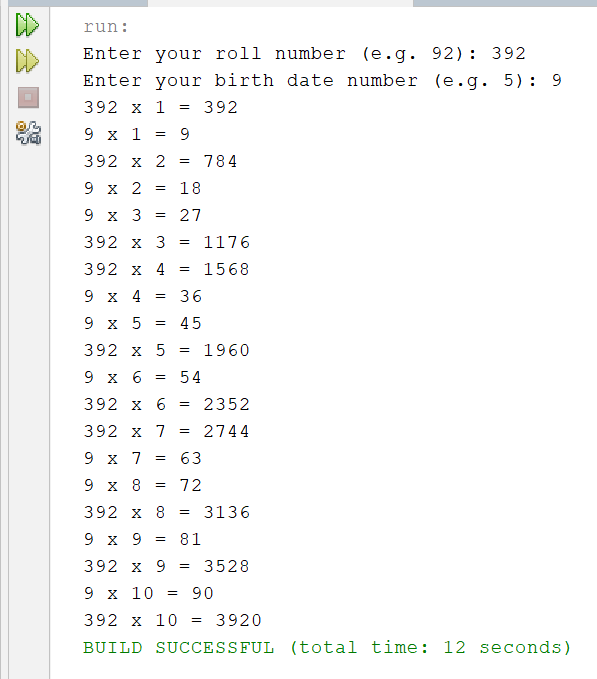 run:
Enter your roll number (e.g. 92): 392
Enter your birth date number (e.g. 5): 9
392 x 1 = 392
9 x 1 = 9
392 x 2 = 784
9 x 2 = 18
9 x 3 = 27
392 x 3 = 1176
392 x 4 = 1568
9 x 4 = 36
9 x 5 = 45
392 x 5 = 1960
9 x 6 = 54
392 x 6 = 2352
392 x 7 = 2744
9 x 7 = 63
9 x 8 = 72
392 x 8 = 3136
9 x 9 = 81
392 x 9 = 3528
9 x 10 = 90
392 x 10 = 3920
BUILD SUCCESSFUL (total time: 12 seconds)